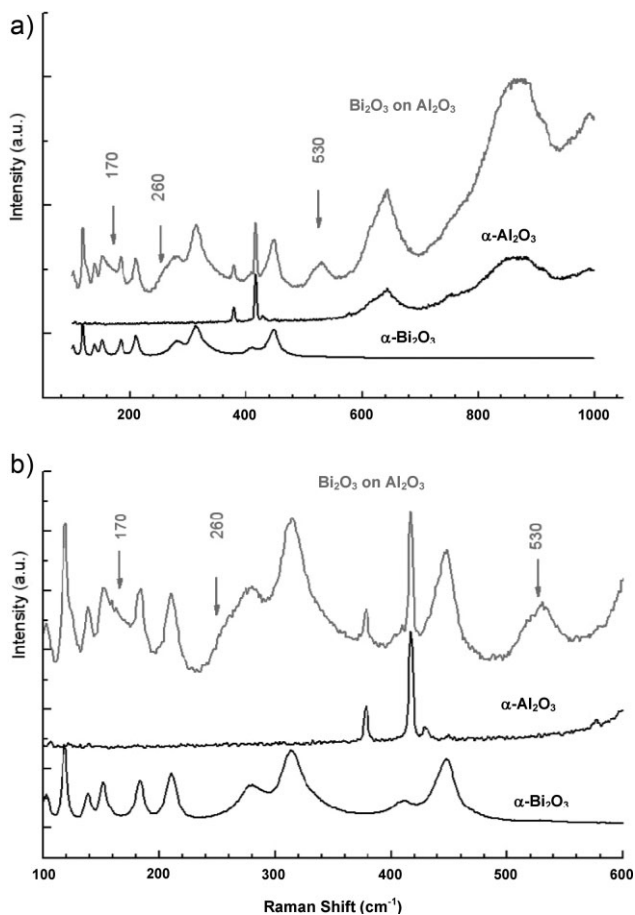 a)
Intensity (a.u.)
Bi₂O₃ on Al₂O₃
170
260
530
α-Al₂O₃
α-Bi₂O₃
200 400 600 800 1000
b)
Intensity (a.u.)
Bi₂O₃ on Al₂O₃
170
260
530
α-Al₂O₃
α-Bi₂O₃
100 200 300 400 500 600
Raman Shift (cm⁻¹)